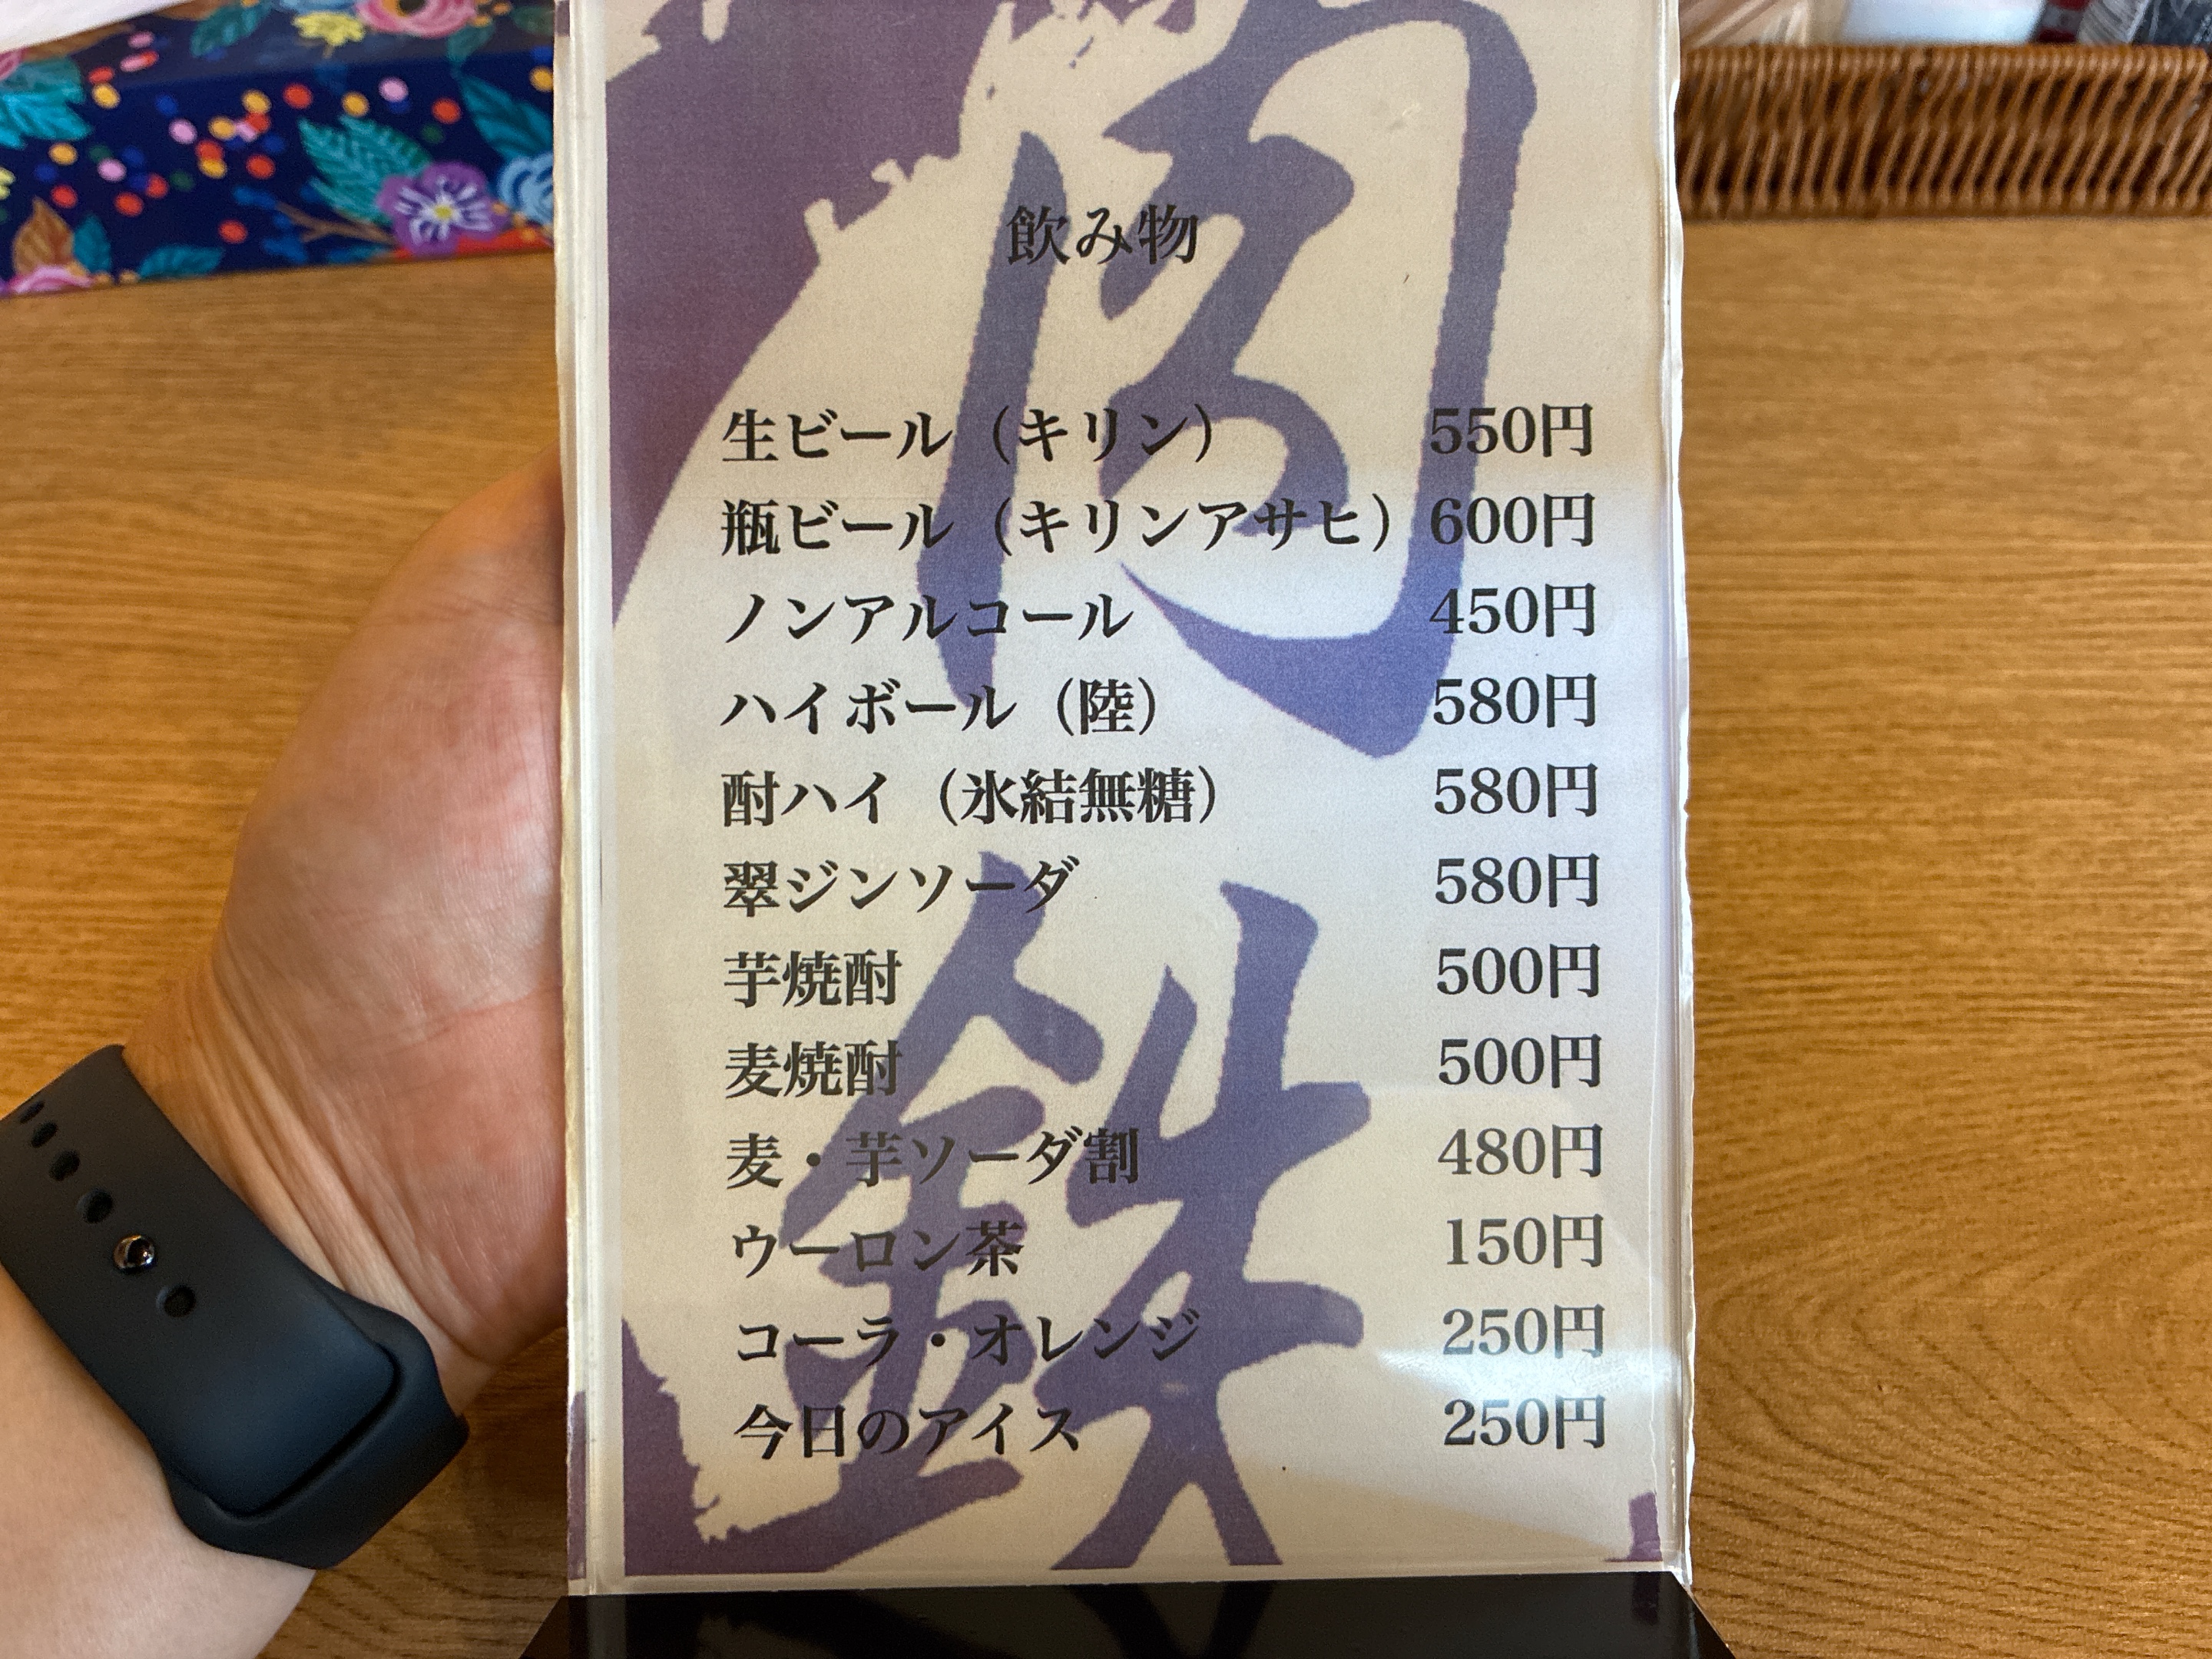 飲み物
生ビール（キリン） 550円
瓶ビール（キリンアサヒ） 600円
ノンアルコール 450円
ハイボール（陸） 580円
酎ハイ（氷結無糖） 580円
翠ジンソーダ 580円
芋焼酎 500円
麦焼酎 500円
麦・芋ソーダ割 480円
ウーロン茶 150円
コーラ・オレンジ 250円
今日のアイス 250円